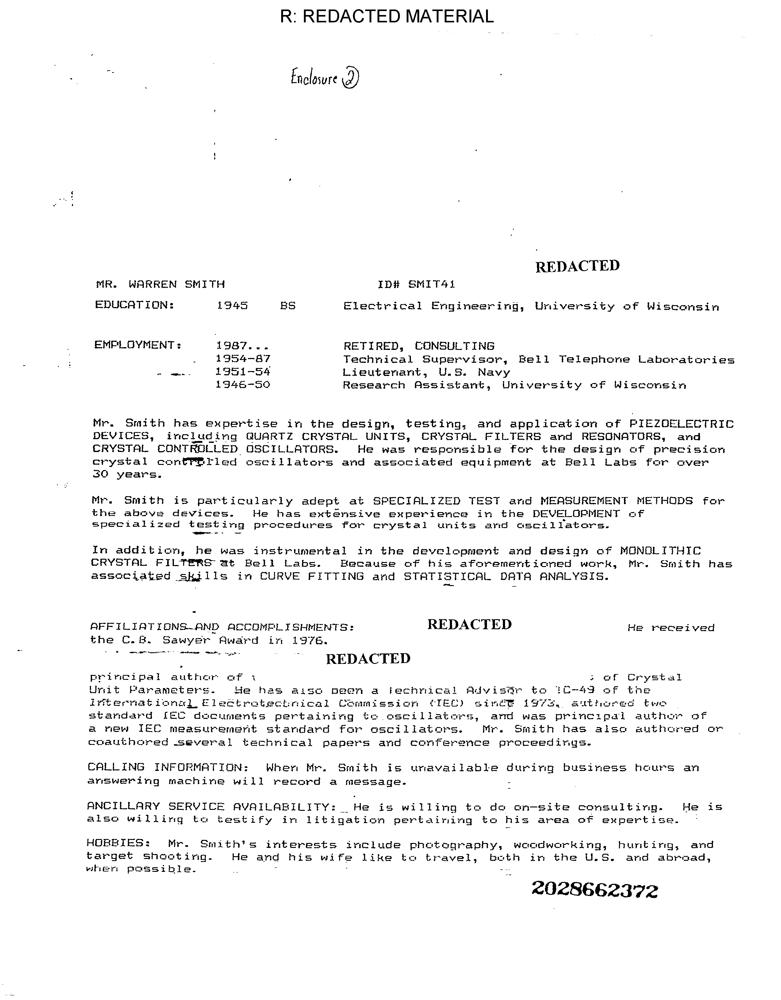 R: REDACTED MATERIAL
Enclosure 2
REDACTED
MR. WARREN SMITH ID# SMIT41
EDUCATION: 1945 BS Electrical Engineering, University of Wisconsin
EMPLOYMENT: 1987... RETIRED, CONSULTING
1954-87 Technical Supervisor, Bell Telephone Laboratories
1951-54 Lieutenant, U.S. Navy
1946-50 Research Assistant, University of Wisconsin
Mr. Smith has expertise in the design, testing, and application of PIEZOELECTRIC
DEVICES, including QUARTZ CRYSTAL UNITS, CRYSTAL FILTERS and RESONATORS, and
CRYSTAL CONTROLLED OSCILLATORS. He was responsible for the design of precision
crystal controlled oscillators and associated equipment at Bell Labs for over
30 years.
Mr. Smith is particularly adept at SPECIALIZED TEST and MEASUREMENT METHODS for
the above devices. He has extensive experience in the DEVELOPMENT of
specialized testing procedures for crystal units and oscillators.
In addition, he was instrumental in the development and design of MONOLITHIC
CRYSTAL FILTERS at Bell Labs. Because of his aforementioned work, Mr. Smith has
associated skills in CURVE FITTING and STATISTICAL DATA ANALYSIS.
AFFILIATIONS AND ACCOMPLISHMENTS: REDACTED He received
the C.B. Sawyer Award in 1976.
REDACTED
principal author of of Crystal
Unit Parameters. He has also been a Technical Advisor to TC-49 of the
International Electrotechnical Commission (IEC) since 1973, authored two
standard IEC documents pertaining to oscillators, and was principal author of
a new IEC measurement standard for oscillators. Mr. Smith has also authored or
coauthored several technical papers and conference proceedings.
CALLING INFORMATION: When Mr. Smith is unavailable during business hours an
answering machine will record a message.
ANCILLARY SERVICE AVAILABILITY: He is willing to do on-site consulting. He is
also willing to testify in litigation pertaining to his area of expertise.
HOBBIES: Mr. Smith's interests include photography, woodworking, hunting, and
target shooting. He and his wife like to travel, both in the U.S. and abroad,
when possible.
2028662372